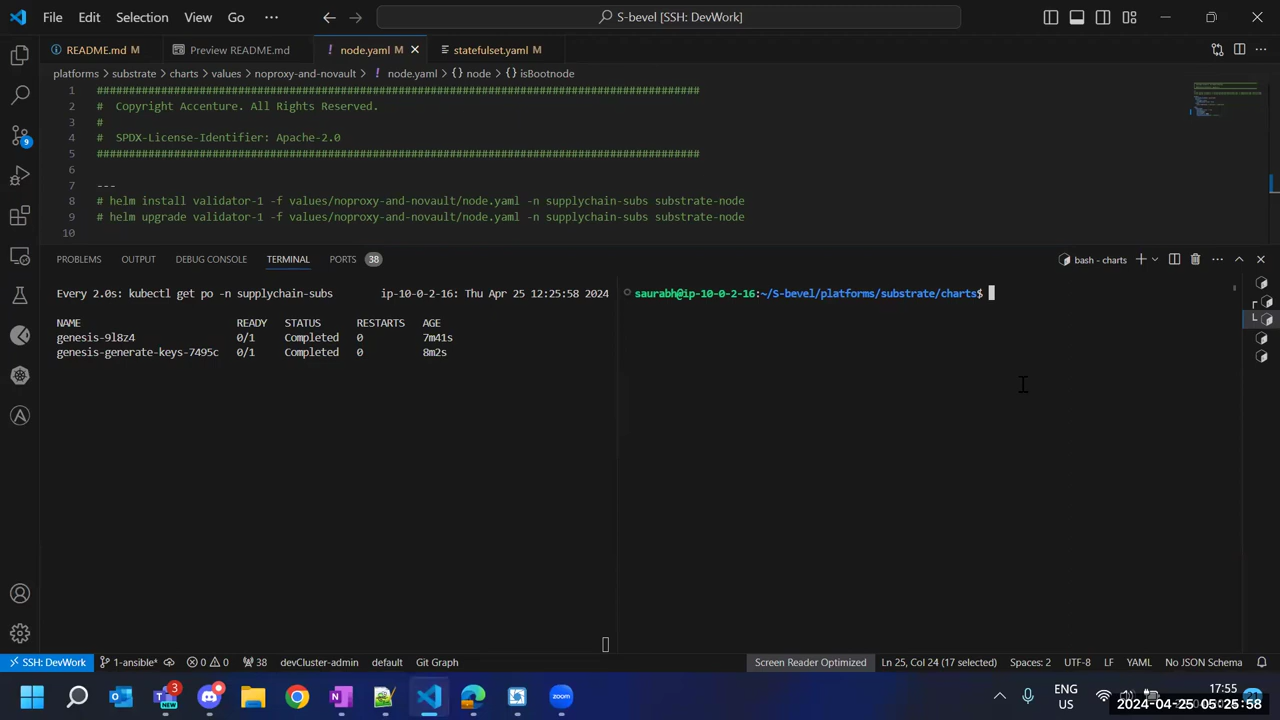 File Edit Selection View Go ··· S-bevel [SSH: DevWork]
README.md M Preview README.md ! node.yaml M statefulset.yaml M
platforms > substrate > charts > values > noproxy-and-novault > ! node.yaml > {} node > isBootnode
1 ##############################################################################################
2 # Copyright Accenture. All Rights Reserved.
3 #
4 # SPDX-License-Identifier: Apache-2.0
5 ##############################################################################################
6
7 ---
8 # helm install validator-1 -f values/noproxy-and-novault/node.yaml -n supplychain-subs substrate-node
9 # helm upgrade validator-1 -f values/noproxy-and-novault/node.yaml -n supplychain-subs substrate-node
10
PROBLEMS OUTPUT DEBUG CONSOLE TERMINAL PORTS 38 bash - charts
Every 2.0s: kubectl get po -n supplychain-subs ip-10-0-2-16: Thu Apr 25 12:25:58 2024
NAME READY STATUS RESTARTS AGE
genesis-9l8z4 0/1 Completed 0 7m41s
genesis-generate-keys-7495c 0/1 Completed 0 8m2s
saurabh@ip-10-0-2-16:~/S-bevel/platforms/substrate/charts$
9
SSH: DevWork 1-ansible* 0 0 38 devCluster-admin default Git Graph Screen Reader Optimized Ln 25, Col 24 (17 selected) Spaces: 2 UTF-8 LF YAML No JSON Schema
3 NEW zoom ENG US 17:55
2024-04-25 05:25:58